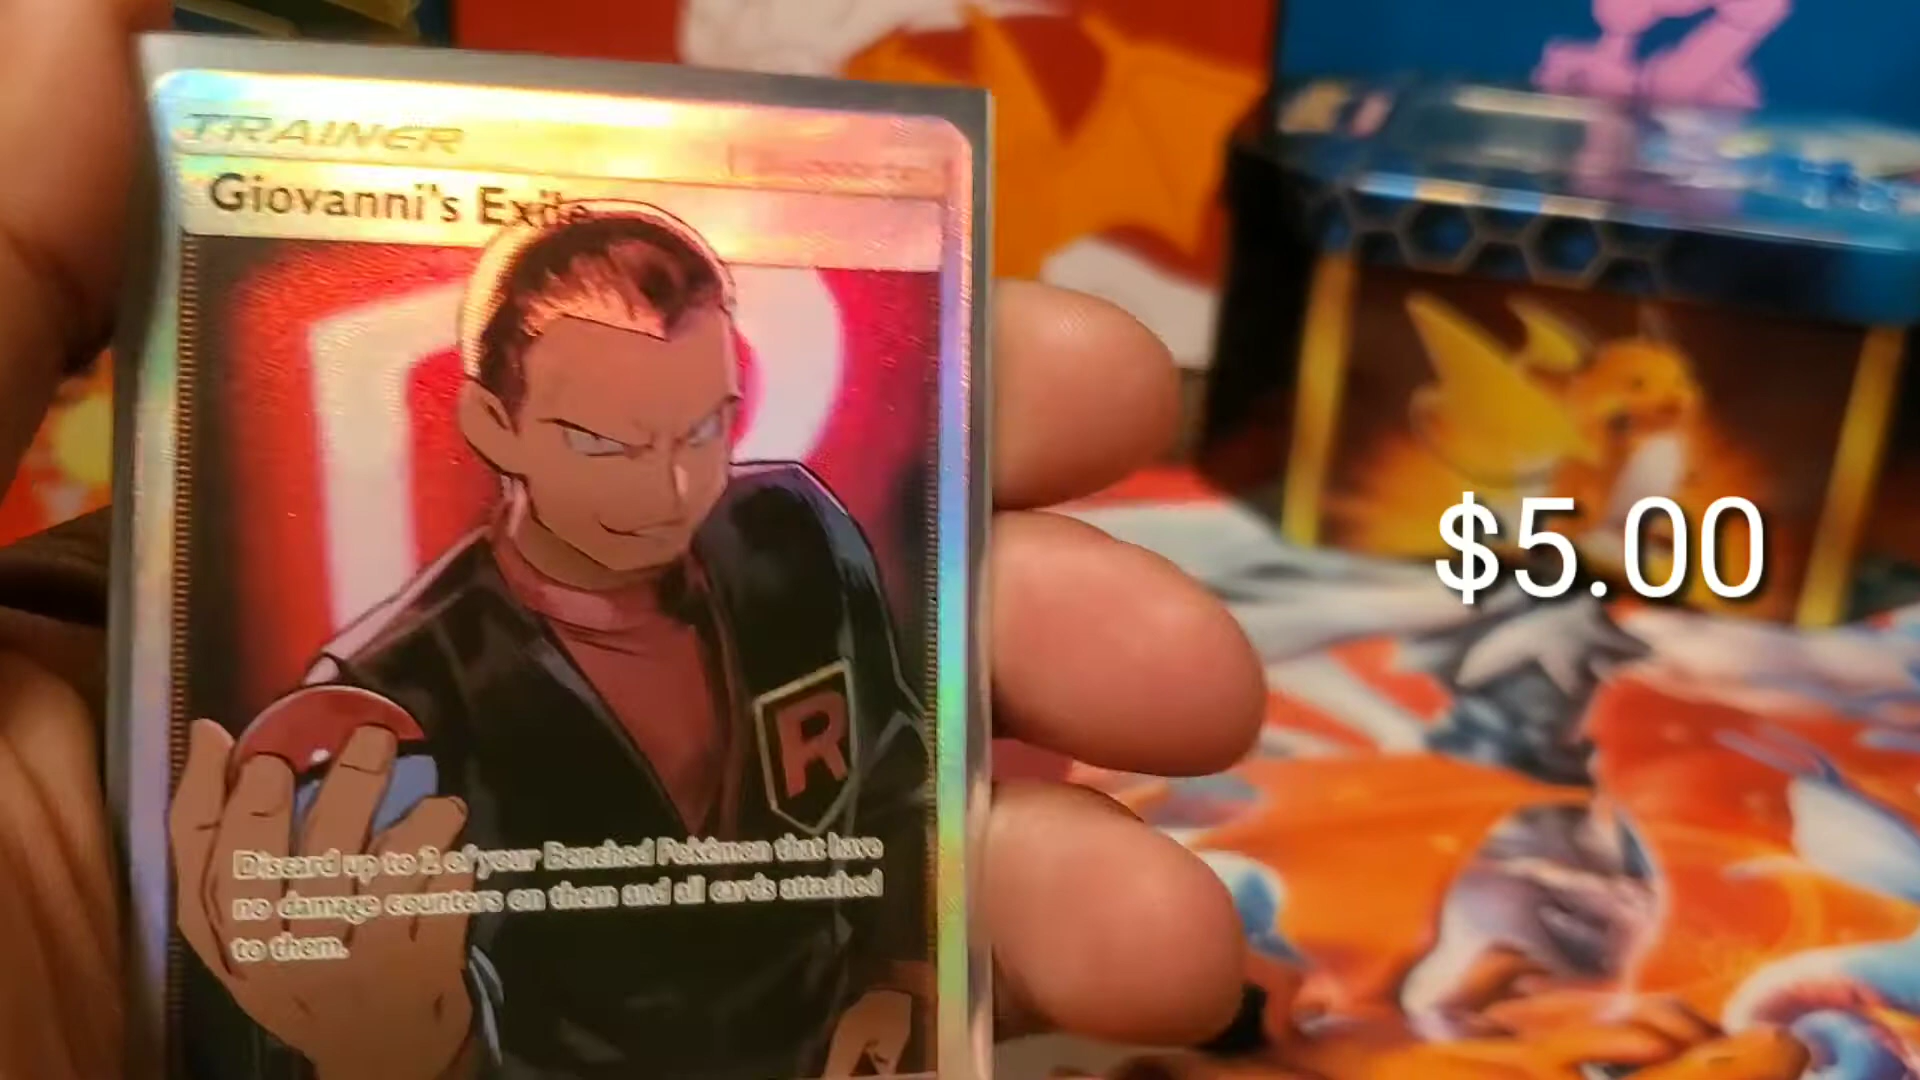 TRAINER
Supporter
Giovanni's Exile
R
$5.00
Discard up to 2 of your Benched Pokémon that have
no damage counters on them and all cards attached
to them.